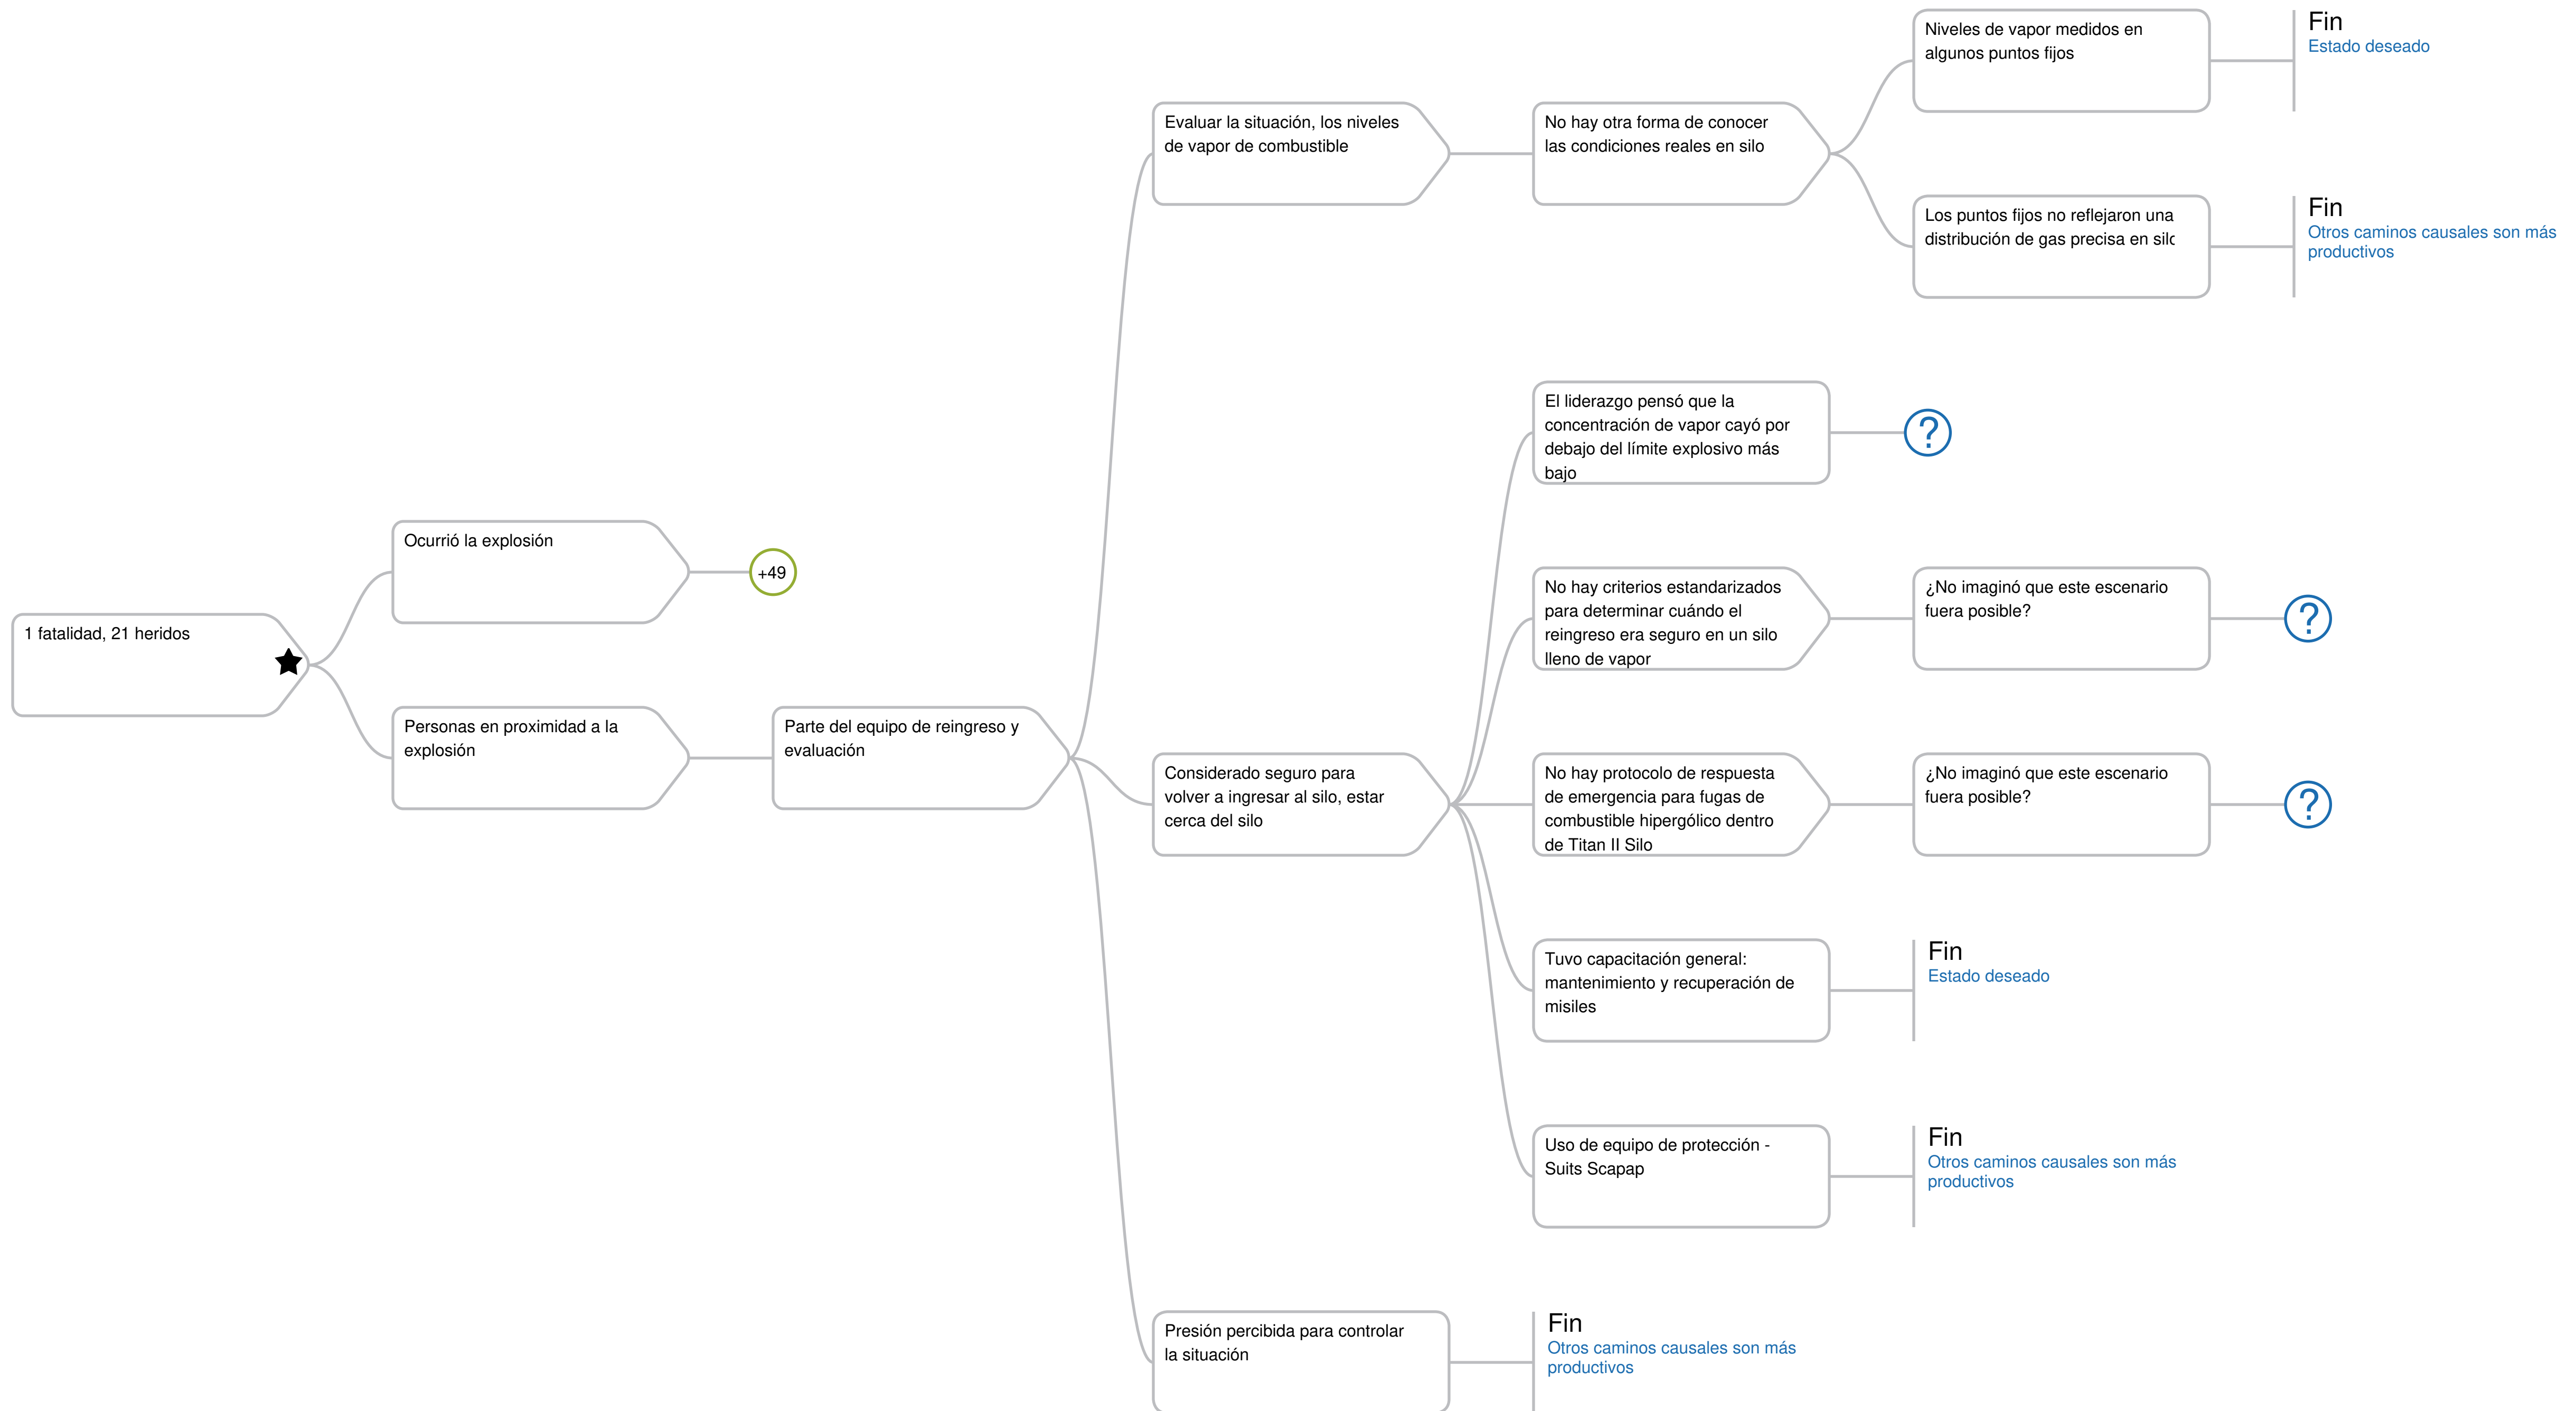 Niveles de vapor medidos en
algunos puntos fijos
Fin
Estado deseado
Evaluar la situación, los niveles
de vapor de combustible
No hay otra forma de conocer
las condiciones reales en silo
Los puntos fijos no reflejaron una
distribución de gas precisa en silo
Fin
Otros caminos causales son más
productivos
El liderazgo pensó que la
concentración de vapor cayó por
debajo del límite explosivo más
bajo
?
Ocurrió la explosión
+49
No hay criterios estandarizados
para determinar cuándo el
reingreso era seguro en un silo
lleno de vapor
¿No imaginó que este escenario
fuera posible?
?
1 fatalidad, 21 heridos
Personas en proximidad a la
explosión
Parte del equipo de reingreso y
evaluación
Considerado seguro para
volver a ingresar al silo, estar
cerca del silo
No hay protocolo de respuesta
de emergencia para fugas de
combustible hipergólico dentro
de Titan II Silo
¿No imaginó que este escenario
fuera posible?
?
Tuvo capacitación general:
mantenimiento y recuperación de
misiles
Fin
Estado deseado
Uso de equipo de protección -
Suits Scapap
Fin
Otros caminos causales son más
productivos
Presión percibida para controlar
la situación
Fin
Otros caminos causales son más
productivos